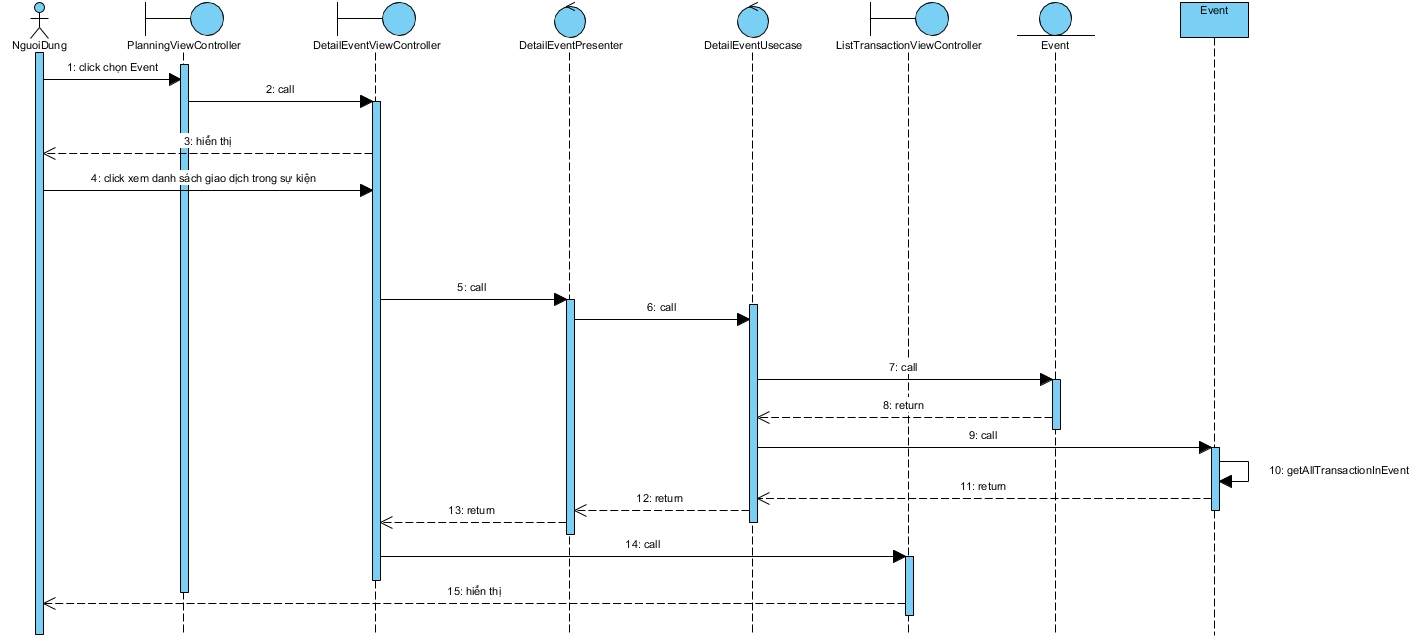 Event
NguoiDung
PlanningViewController
DetailEventViewController
DetailEventPresenter
DetailEventUsecase
ListTransactionViewController
Event
1: click chọn Event
2: call
3: hiển thị
4: click xem danh sách giao dịch trong sự kiện
5: call
6: call
7: call
8: return
9: call
10: getAllTransactionInEvent
11: return
12: return
13: return
14: call
15: hiển thị